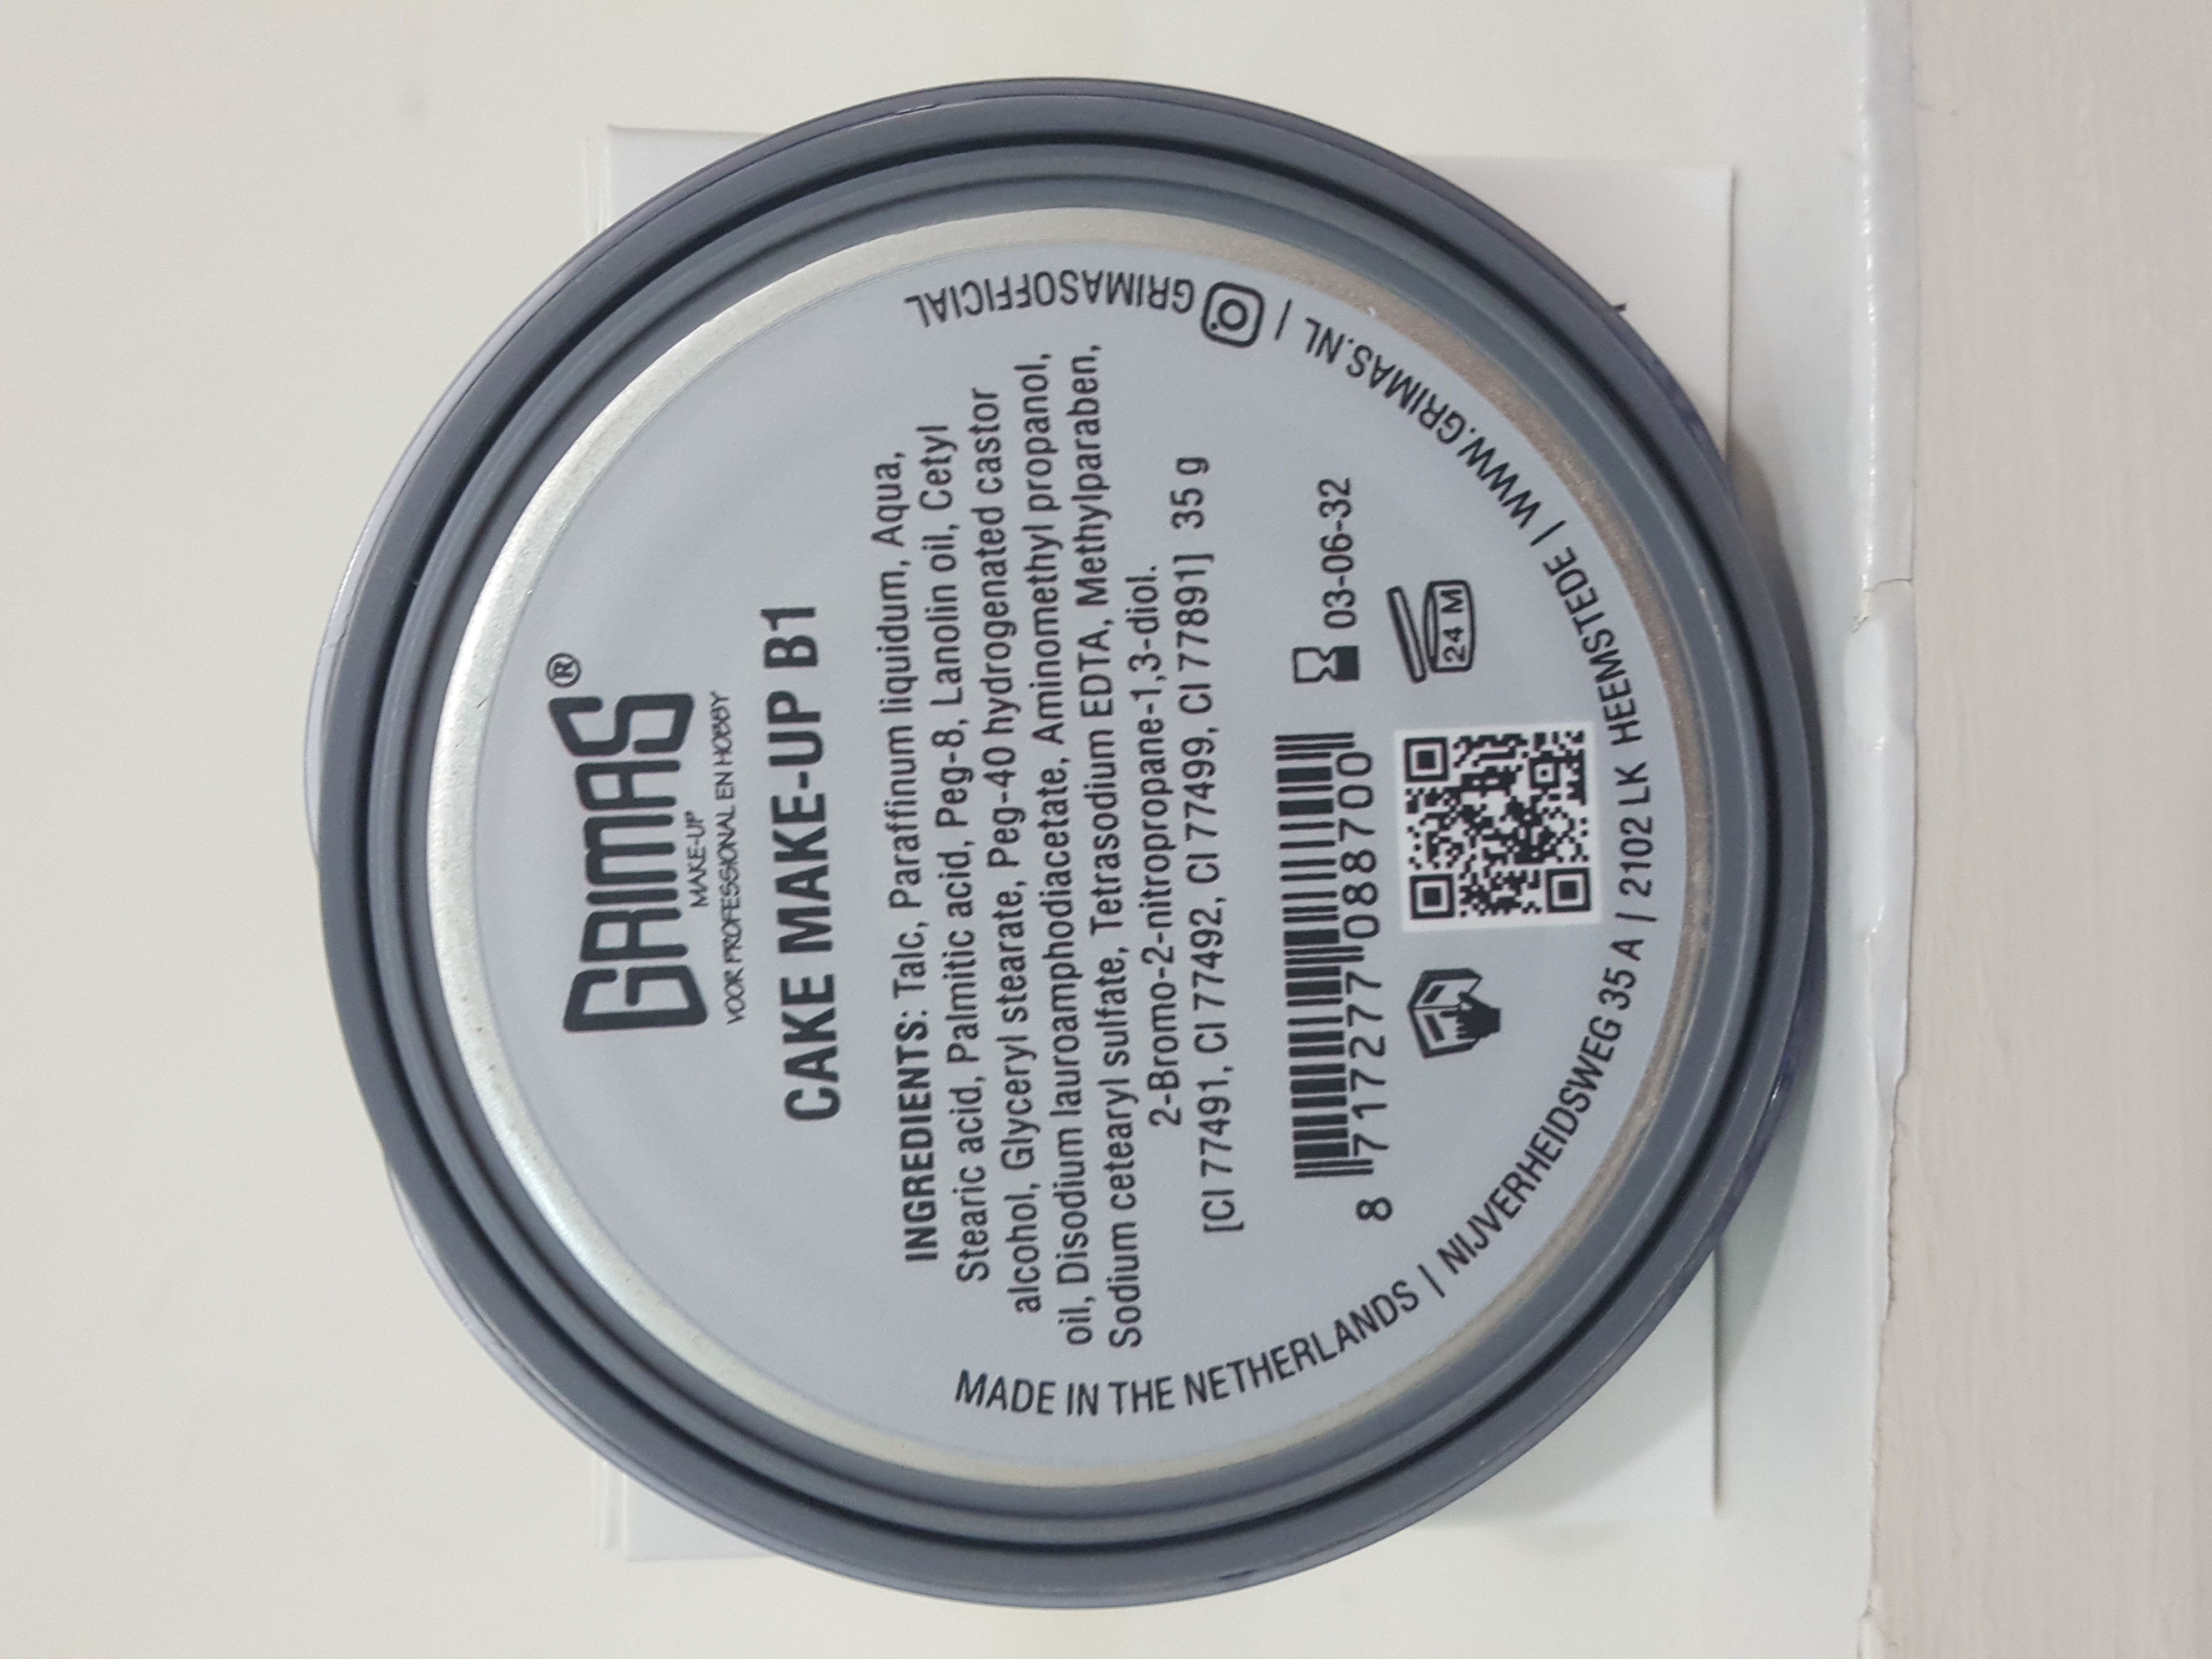 GRIMAS®
MAKE-UP
VOOR PROFESSIONAL EN HOBBY
CAKE MAKE-UP B1
INGREDIENTS: Talc, Paraffinum liquidum, Aqua,
Stearic acid, Palmitic acid, Peg-8, Lanolin oil, Cetyl
alcohol, Glyceryl stearate, Peg-40 hydrogenated castor
oil, Disodium lauroamphodiacetate, Aminomethyl propanol,
Sodium cetearyl sulfate, Tetrasodium EDTA, Methylparaben,
2-Bromo-2-nitropropane-1,3-diol.
[CI 77491, CI 77492, CI 77499, CI 77891] 35 g
8 717277 088700
03-06-32
24 M
MADE IN THE NETHERLANDS | NIJVERHEIDSWEG 35 A | 2102 LK HEEMSTEDE | WWW.GRIMAS.NL | GRIMASOFFICIAL